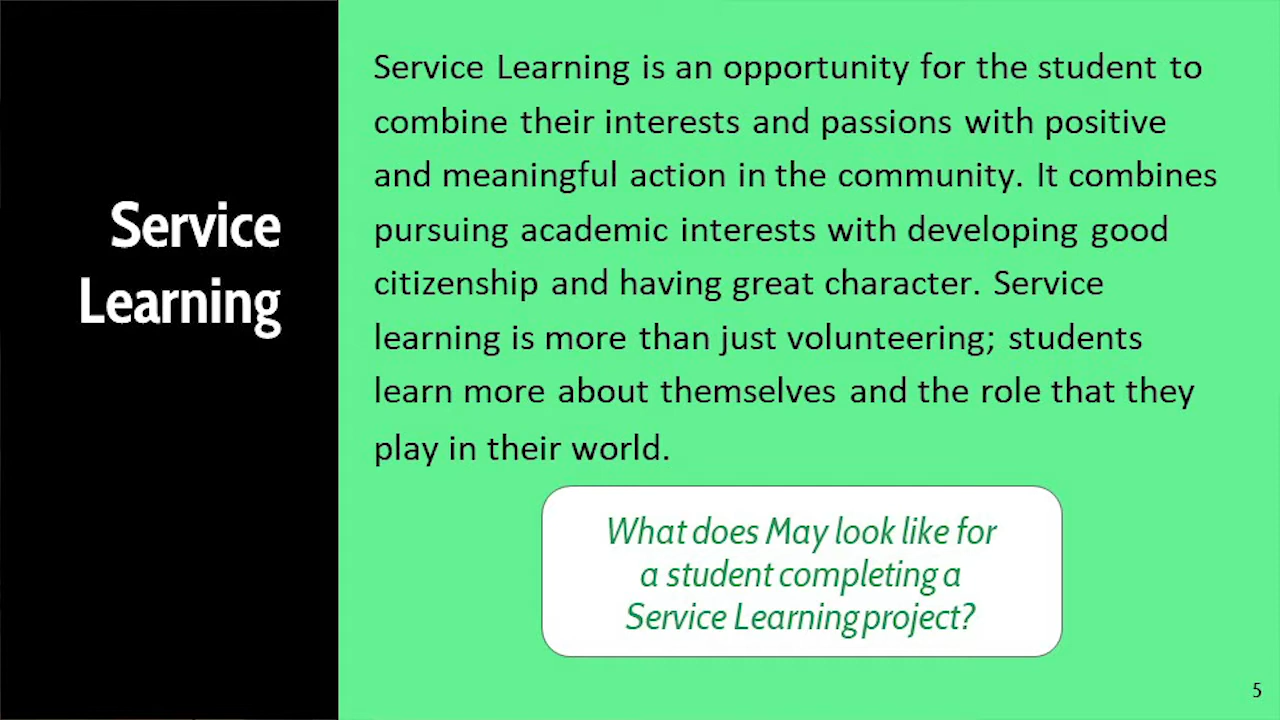 Service
Learning
Service Learning is an opportunity for the student to
combine their interests and passions with positive
and meaningful action in the community. It combines
pursuing academic interests with developing good
citizenship and having great character. Service
learning is more than just volunteering; students
learn more about themselves and the role that they
play in their world.
What does May look like for
a student completing a
Service Learning project?
5